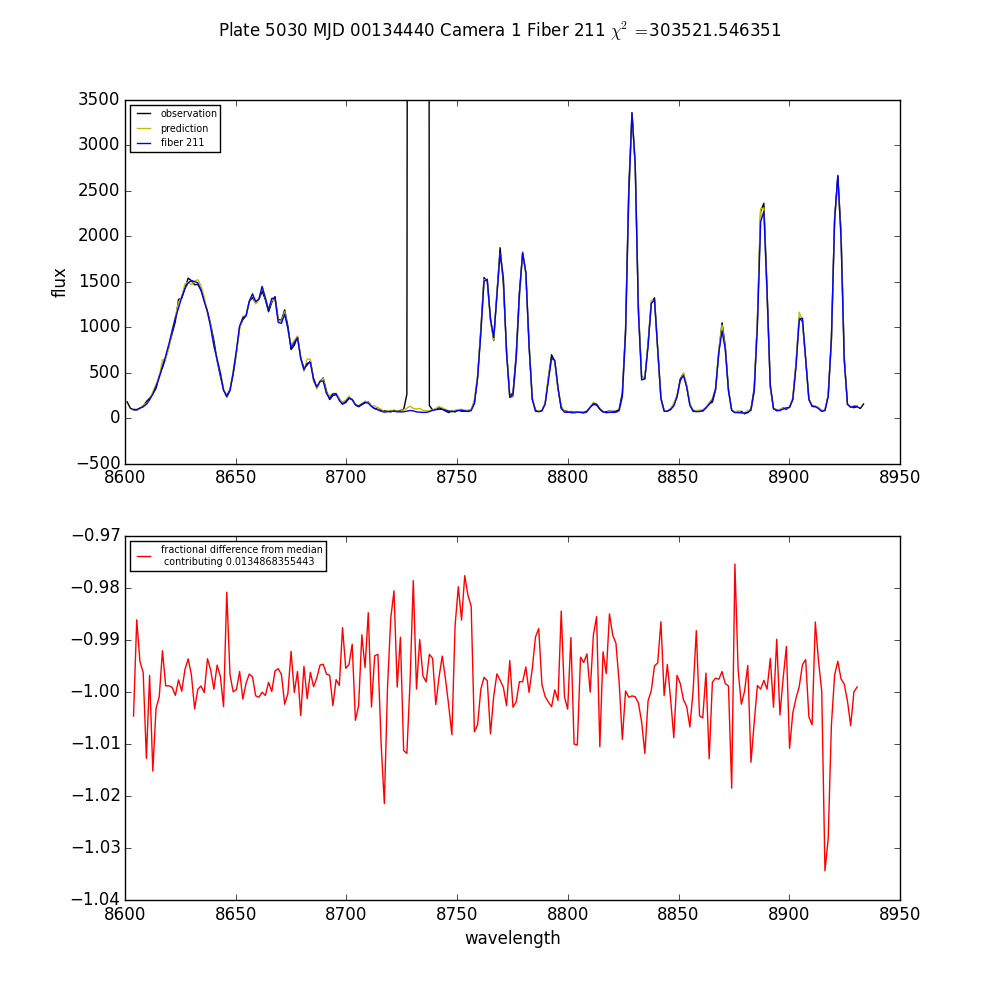 Plate 5030 MJD 00134440 Camera 1 Fiber 211 χ² =303521.546351
3500
3000
2500
2000
1500
1000
500
0
−500
flux
observation
prediction
fiber 211
8600 8650 8700 8750 8800 8850 8900 8950
−0.97
−0.98
−0.99
−1.00
−1.01
−1.02
−1.03
−1.04
fractional difference from median
contributing 0.0134868355443
8600 8650 8700 8750 8800 8850 8900 8950
wavelength